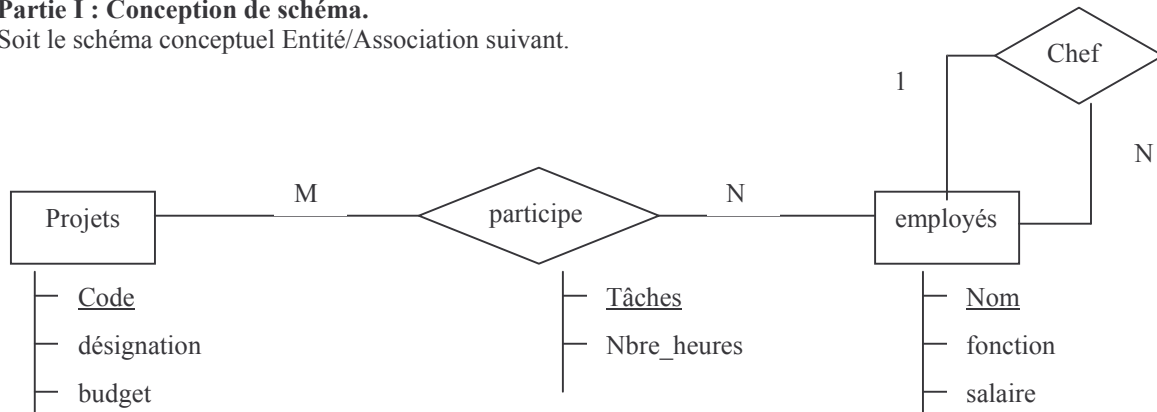 Partie I : Conception de schéma.
Soit le schéma conceptuel Entité/Association suivant.
Chef
1
N
M
N
Projets
participe
employés
Code
Tâches
Nom
désignation
Nbre_heures
fonction
budget
salaire